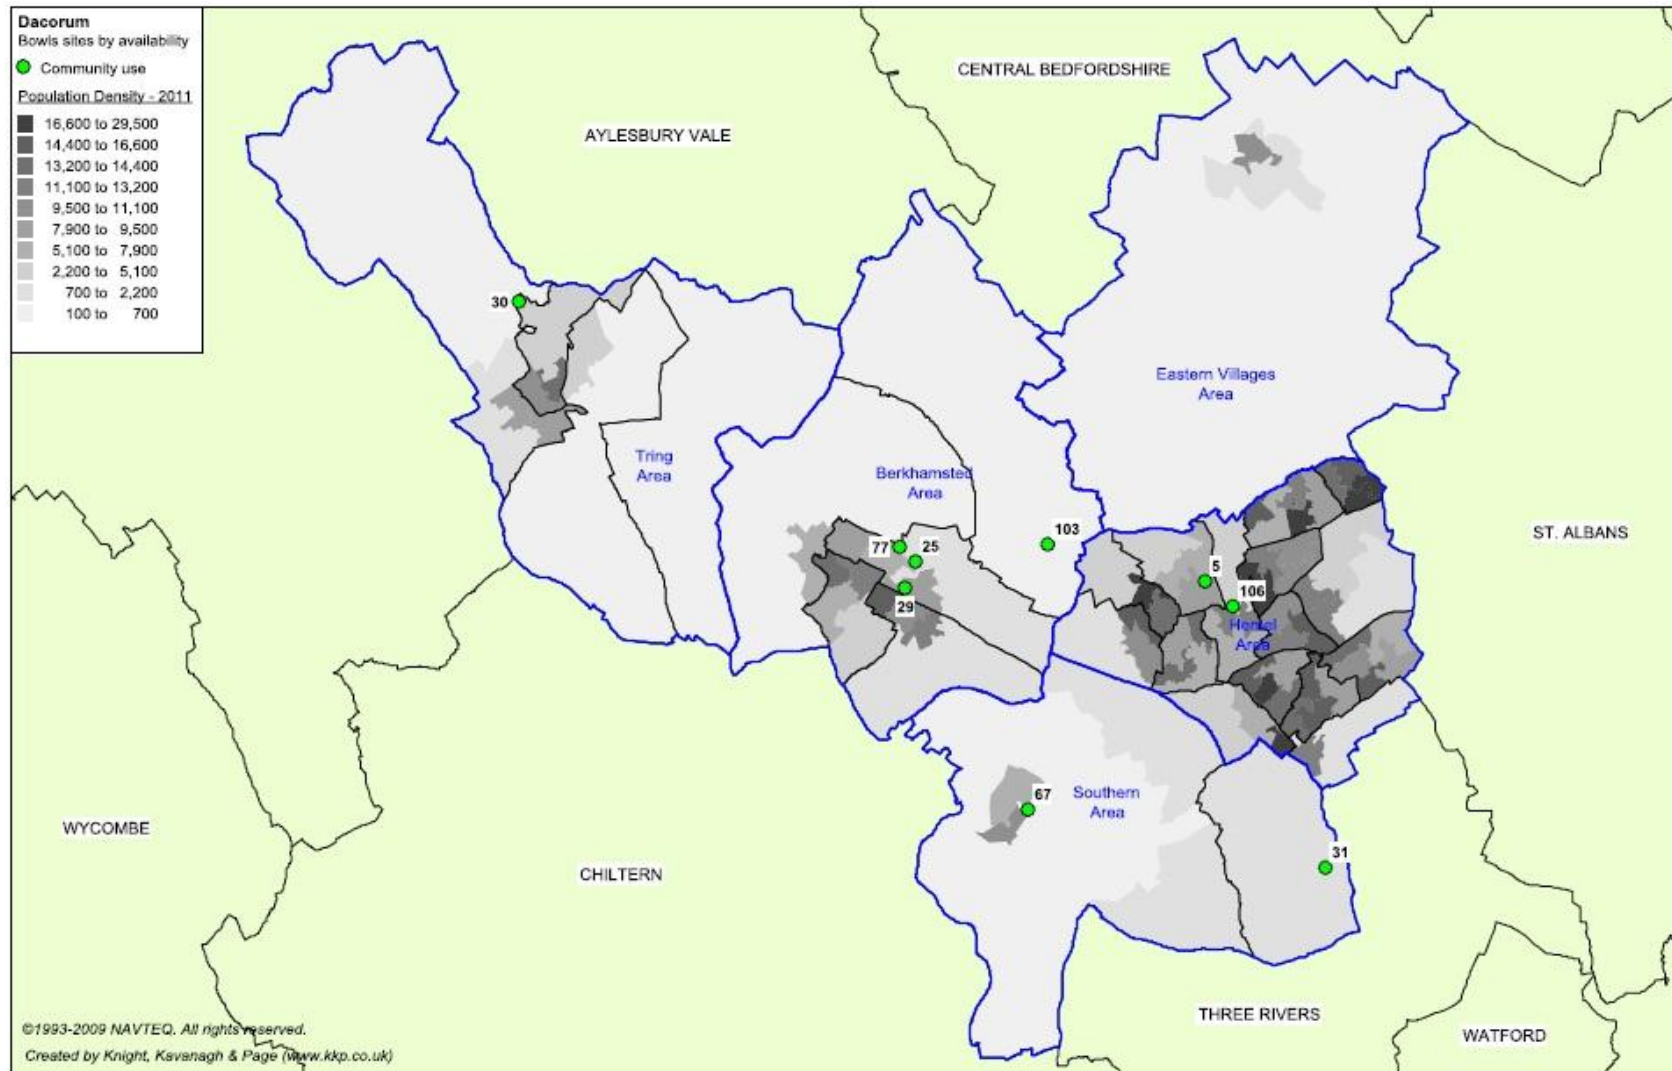 Dacorum
Bowls sites by availability
Community use
Population Density - 2011
16,600 to 29,500
14,400 to 16,600
13,200 to 14,400
11,100 to 13,200
9,500 to 11,100
7,900 to 9,500
5,100 to 7,900
2,200 to 5,100
700 to 2,200
100 to 700
CENTRAL BEDFORDSHIRE
AYLESBURY VALE
30
Eastern Villages
Area
Tring
Area
Berkhamsted
Area
103
ST. ALBANS
77
25
5
106
29
Hemel
Area
67
Southern
Area
WYCOMBE
31
CHILTERN
THREE RIVERS
WATFORD
©1993-2009 NAVTEQ. All rights reserved.
Created by Knight, Kavanagh & Page (www.kkp.co.uk)